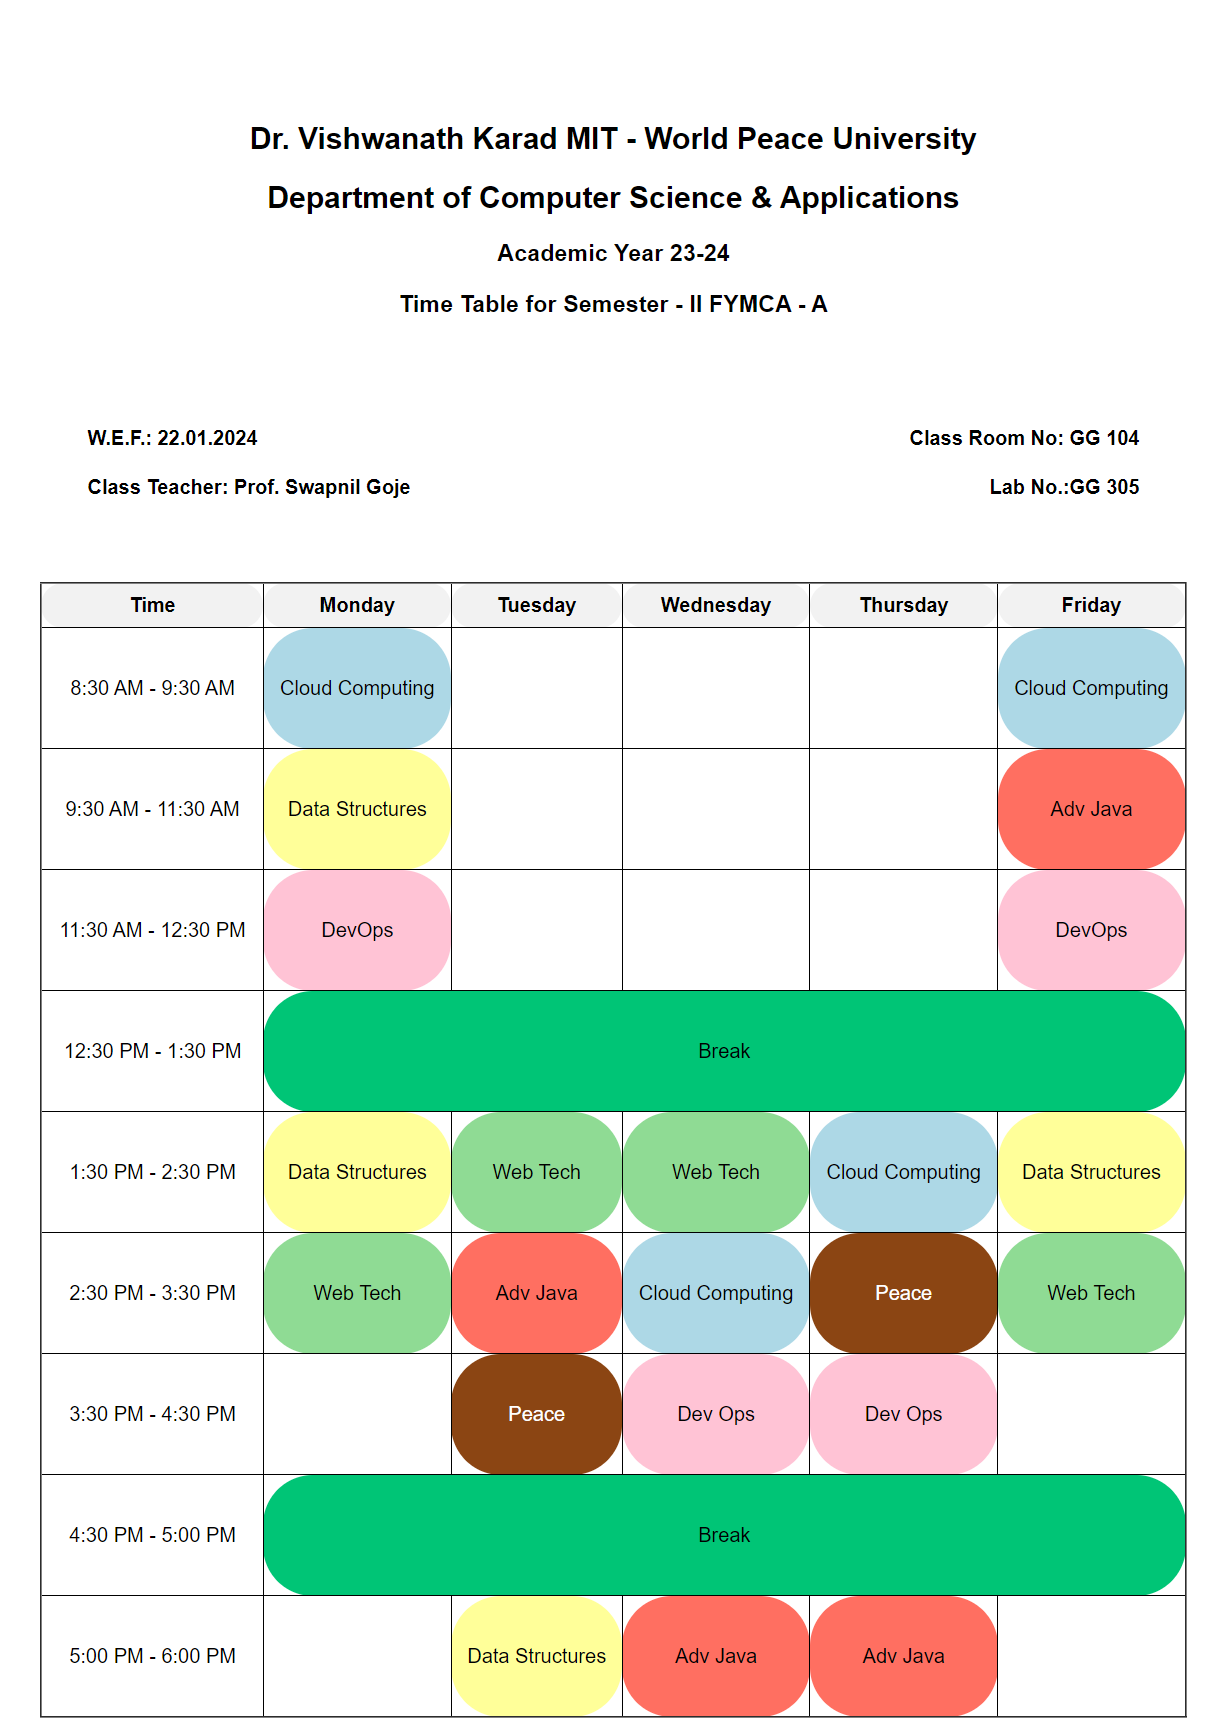 Dr. Vishwanath Karad MIT - World Peace University
Department of Computer Science & Applications
Academic Year 23-24
Time Table for Semester - II FYMCA - A
W.E.F.: 22.01.2024 Class Room No: GG 104
Class Teacher: Prof. Swapnil Goje Lab No.:GG 305
Time Monday Tuesday Wednesday Thursday Friday
8:30 AM - 9:30 AM Cloud Computing Cloud Computing
9:30 AM - 11:30 AM Data Structures Adv Java
11:30 AM - 12:30 PM DevOps DevOps
12:30 PM - 1:30 PM Break
1:30 PM - 2:30 PM Data Structures Web Tech Web Tech Cloud Computing Data Structures
2:30 PM - 3:30 PM Web Tech Adv Java Cloud Computing Peace Web Tech
3:30 PM - 4:30 PM Peace Dev Ops Dev Ops
4:30 PM - 5:00 PM Break
5:00 PM - 6:00 PM Data Structures Adv Java Adv Java